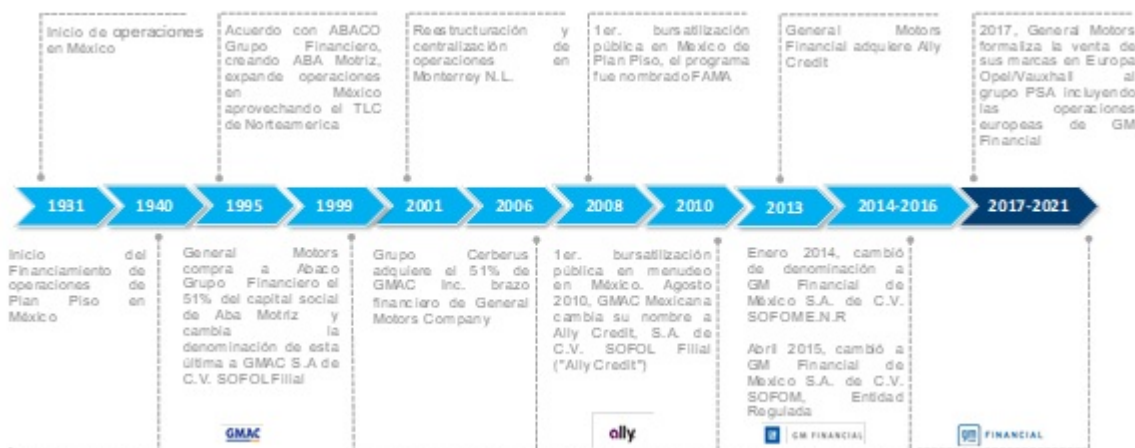 Inicio de operaciones
en México
Acuerdo con ABACO
Grupo Financiero,
creando ABA Motriz,
expande operaciones
en México
aprovechando el TLC
de Norteamerica
Reestructuración y
centralización de
operaciones en
Monterrey N.L.
1er. bursatilización
pública en Mexico de
Plan Piso, el programa
fue nombrado FAMA
General Motors
Financial adquiere Ally
Credit
2017, General Motors
formaliza la venta de
sus marcas en Europa
Opel/Vauxhall al
grupo PSA incluyendo
las operaciones
europeas de GM
Financial
1931 1940 1995 1999 2001 2006 2008 2010 2013 2014-2016 2017-2021
Inicio del
Financiamiento de
operaciones de
Plan Piso en
México
General Motors
compra a Abaco
Grupo Financiero el
51% del capital social
de Aba Motriz y
cambia la
denominación de esta
última a GMAC S.A de
C.V. SOFOL Filial
Grupo Cerberus
adquiere el 51% de
GMAC Inc. brazo
financiero de General
Motors Company
1er. bursatilización
pública en menudeo
en México. Agosto
2010, GMAC Mexicana
cambia su nombre a
Ally Credit, S.A. de
C.V. SOFOL Filial
("Ally Credit")
Enero 2014, cambió
de denominación a
GM Financial de
México S.A. de C.V.
SOFOM E.N.R
Abril 2015, cambió a
GM Financial de
Mexico S.A. de C.V.
SOFOM, Entidad
Regulada
GMAC
ally
GM FINANCIAL
gm FINANCIAL